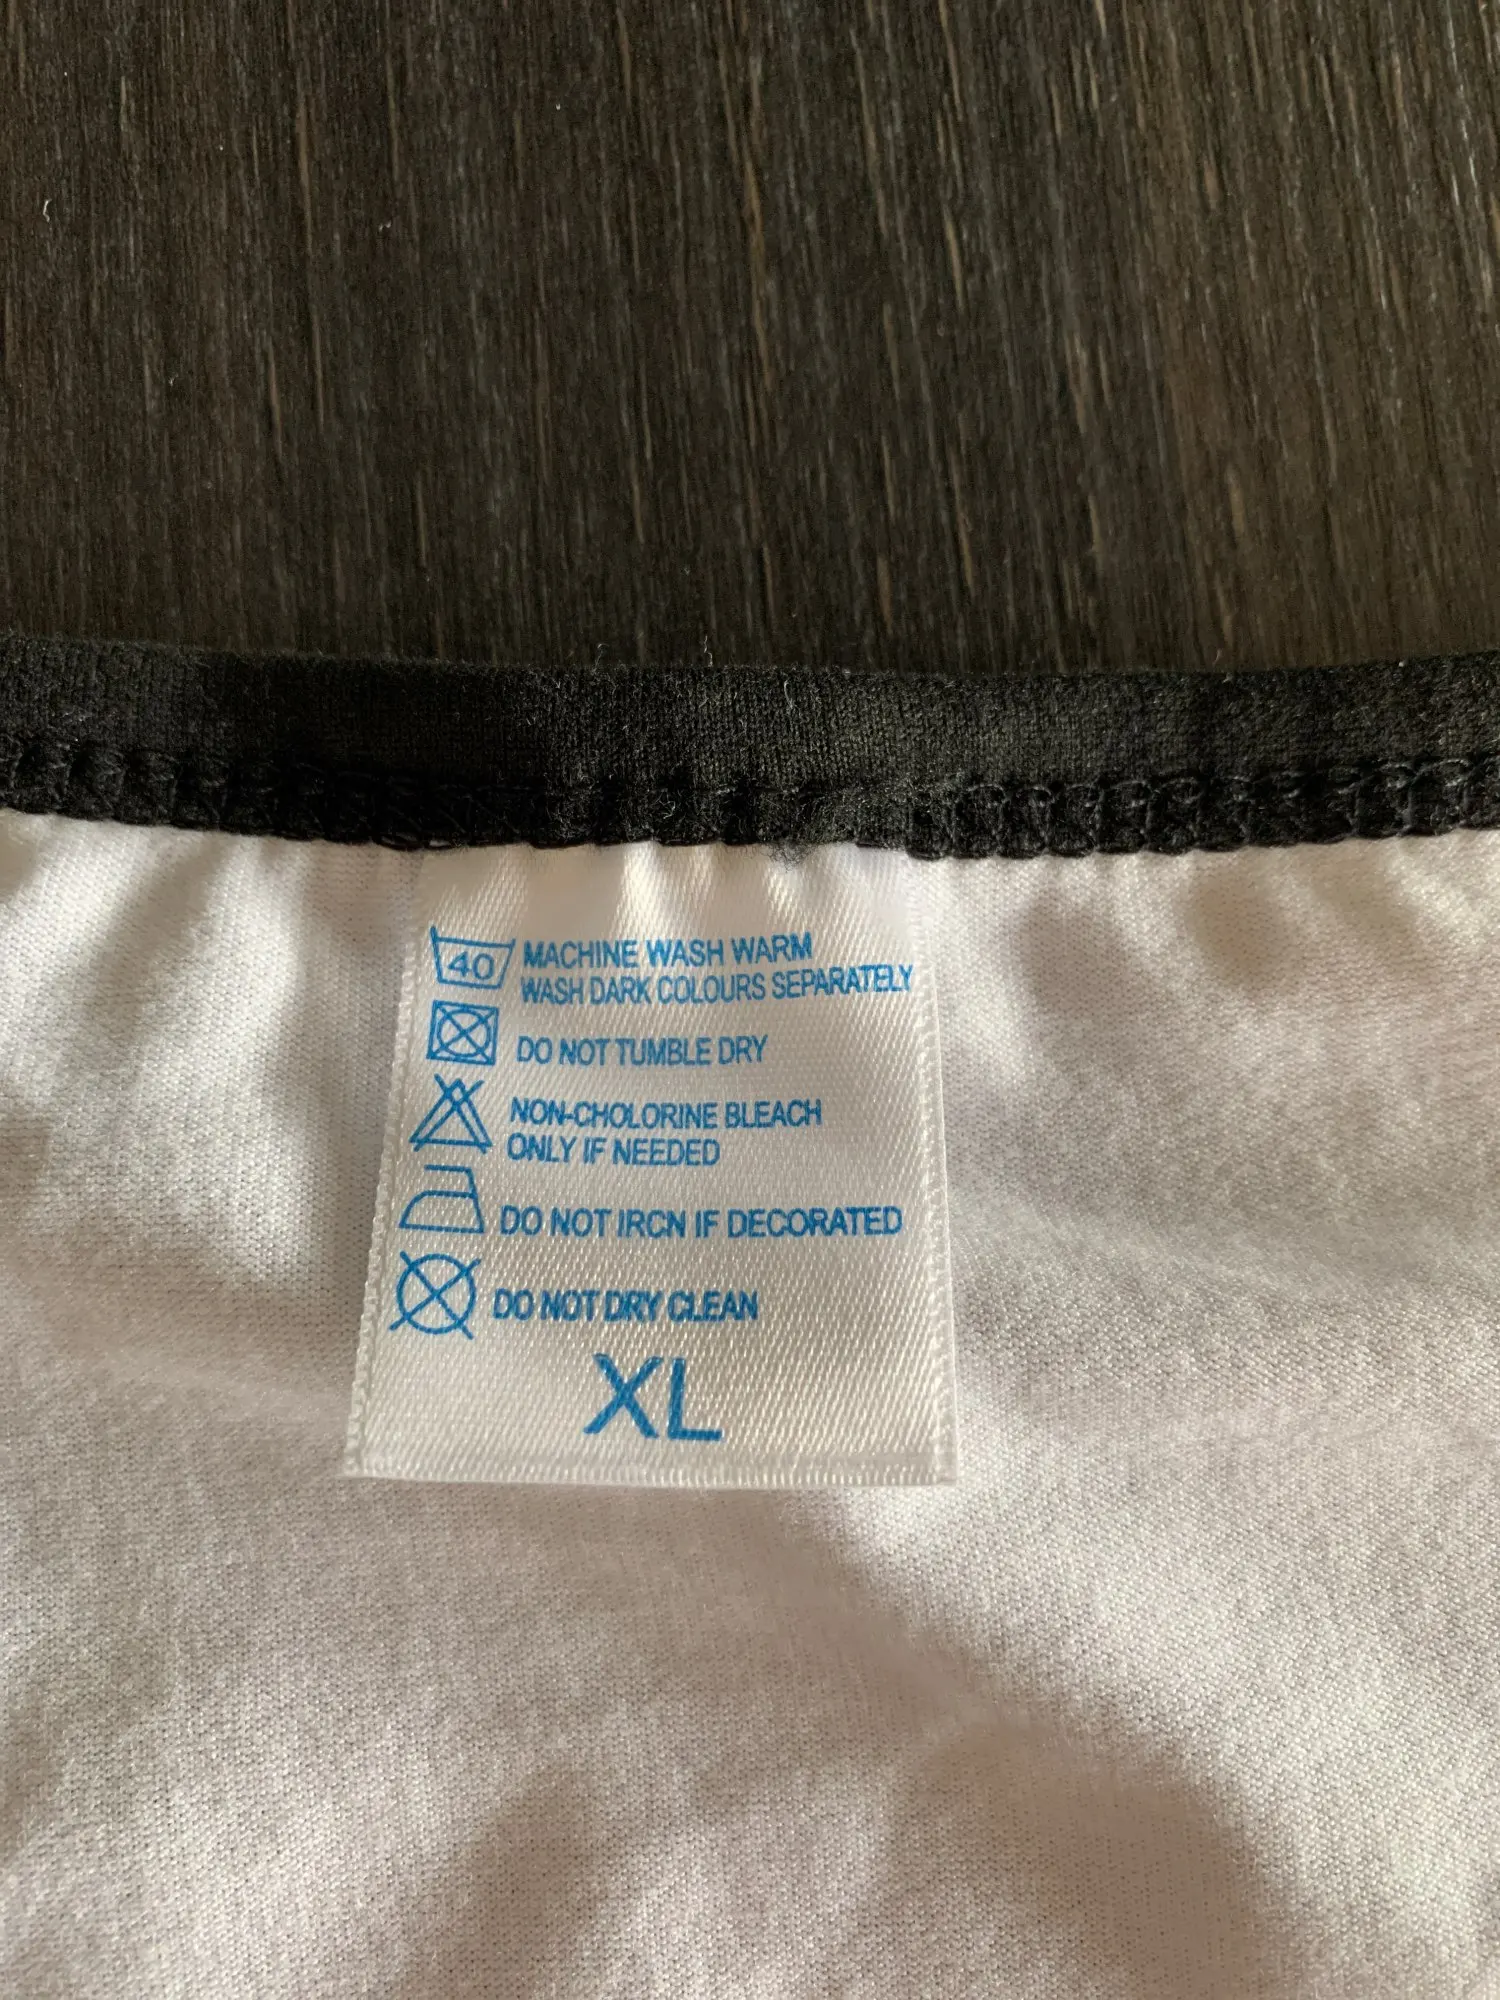 40 MACHINE WASH WARM
WASH DARK COLOURS SEPARATELY
DO NOT TUMBLE DRY
NON-CHOLORINE BLEACH
ONLY IF NEEDED
DO NOT IRCN IF DECORATED
DO NOT DRY CLEAN
XL